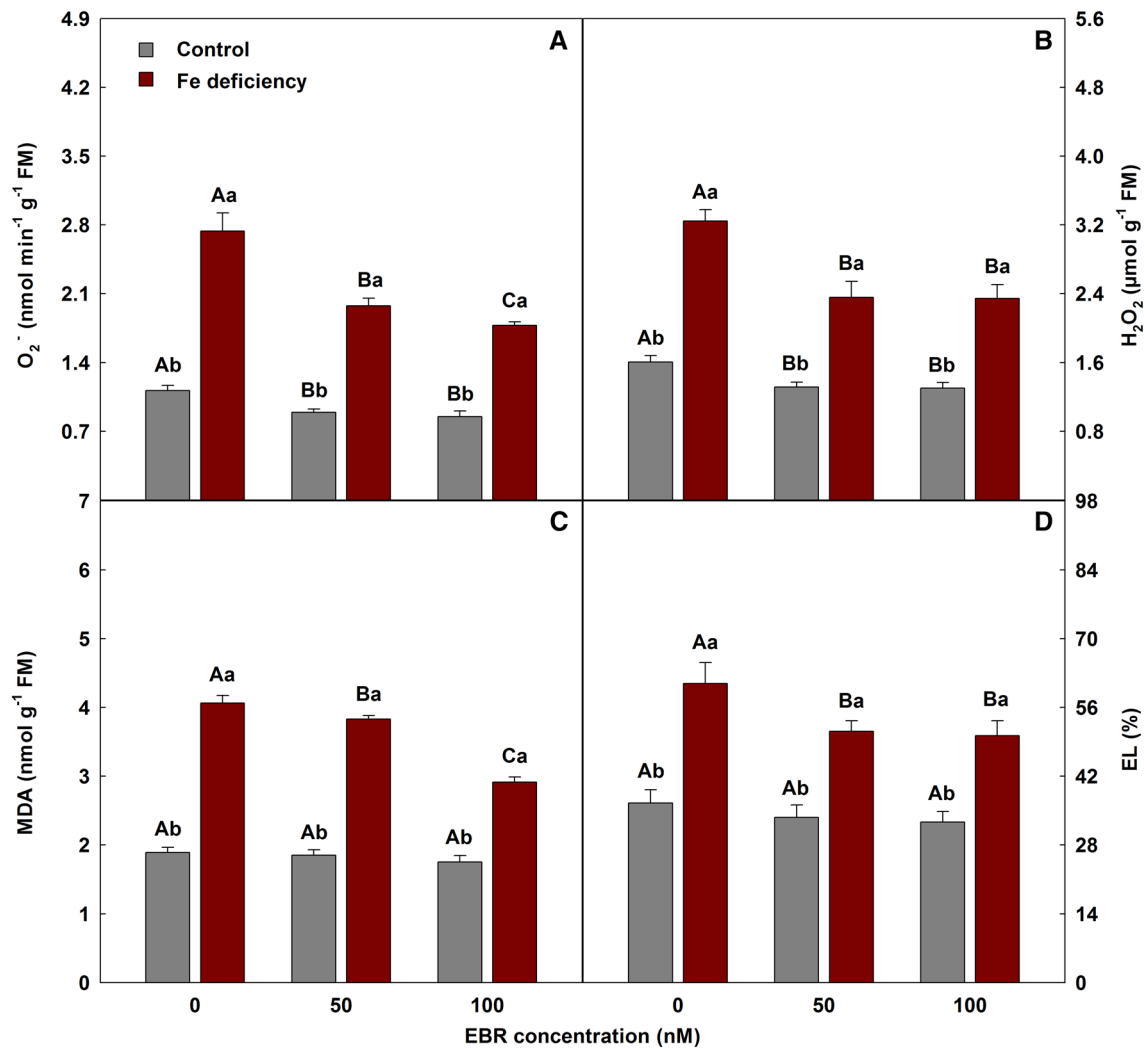 4.9
4.2
3.5
2.8
2.1
1.4
0.7
7
O₂⁻ (nmol min⁻¹ g⁻¹ FM)
Control
Fe deficiency
A
Ab
Aa
Bb
Ba
Bb
Ca
B
Ab
Aa
Bb
Ba
Bb
Ba
5.6
4.8
4.0
3.2
2.4
1.6
0.8
98
H₂O₂ (µmol g⁻¹ FM)
6
5
4
3
2
1
0
MDA (nmol g⁻¹ FM)
C
Ab
Aa
Ab
Ba
Ab
Ca
D
Ab
Aa
Ab
Ba
Ab
Ba
84
70
56
42
28
14
0
EL (%)
0 50 100 0 50 100
EBR concentration (nM)